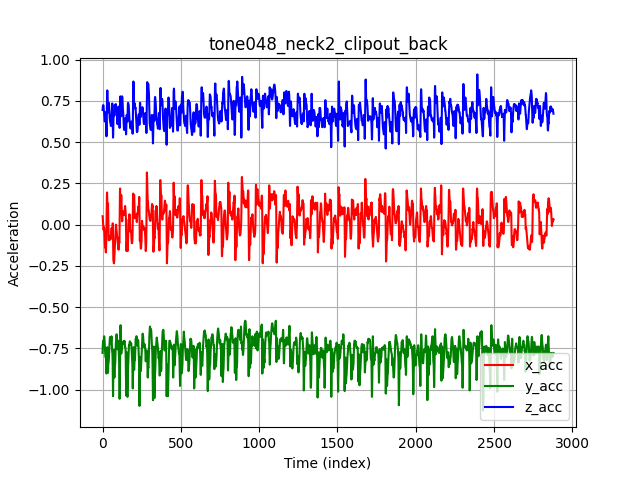 tone048_neck2_clipout_back
1.00
0.75
0.50
0.25
0.00
−0.25
−0.50
−0.75
−1.00
Acceleration
x_acc
y_acc
z_acc
0 500 1000 1500 2000 2500 3000
Time (index)